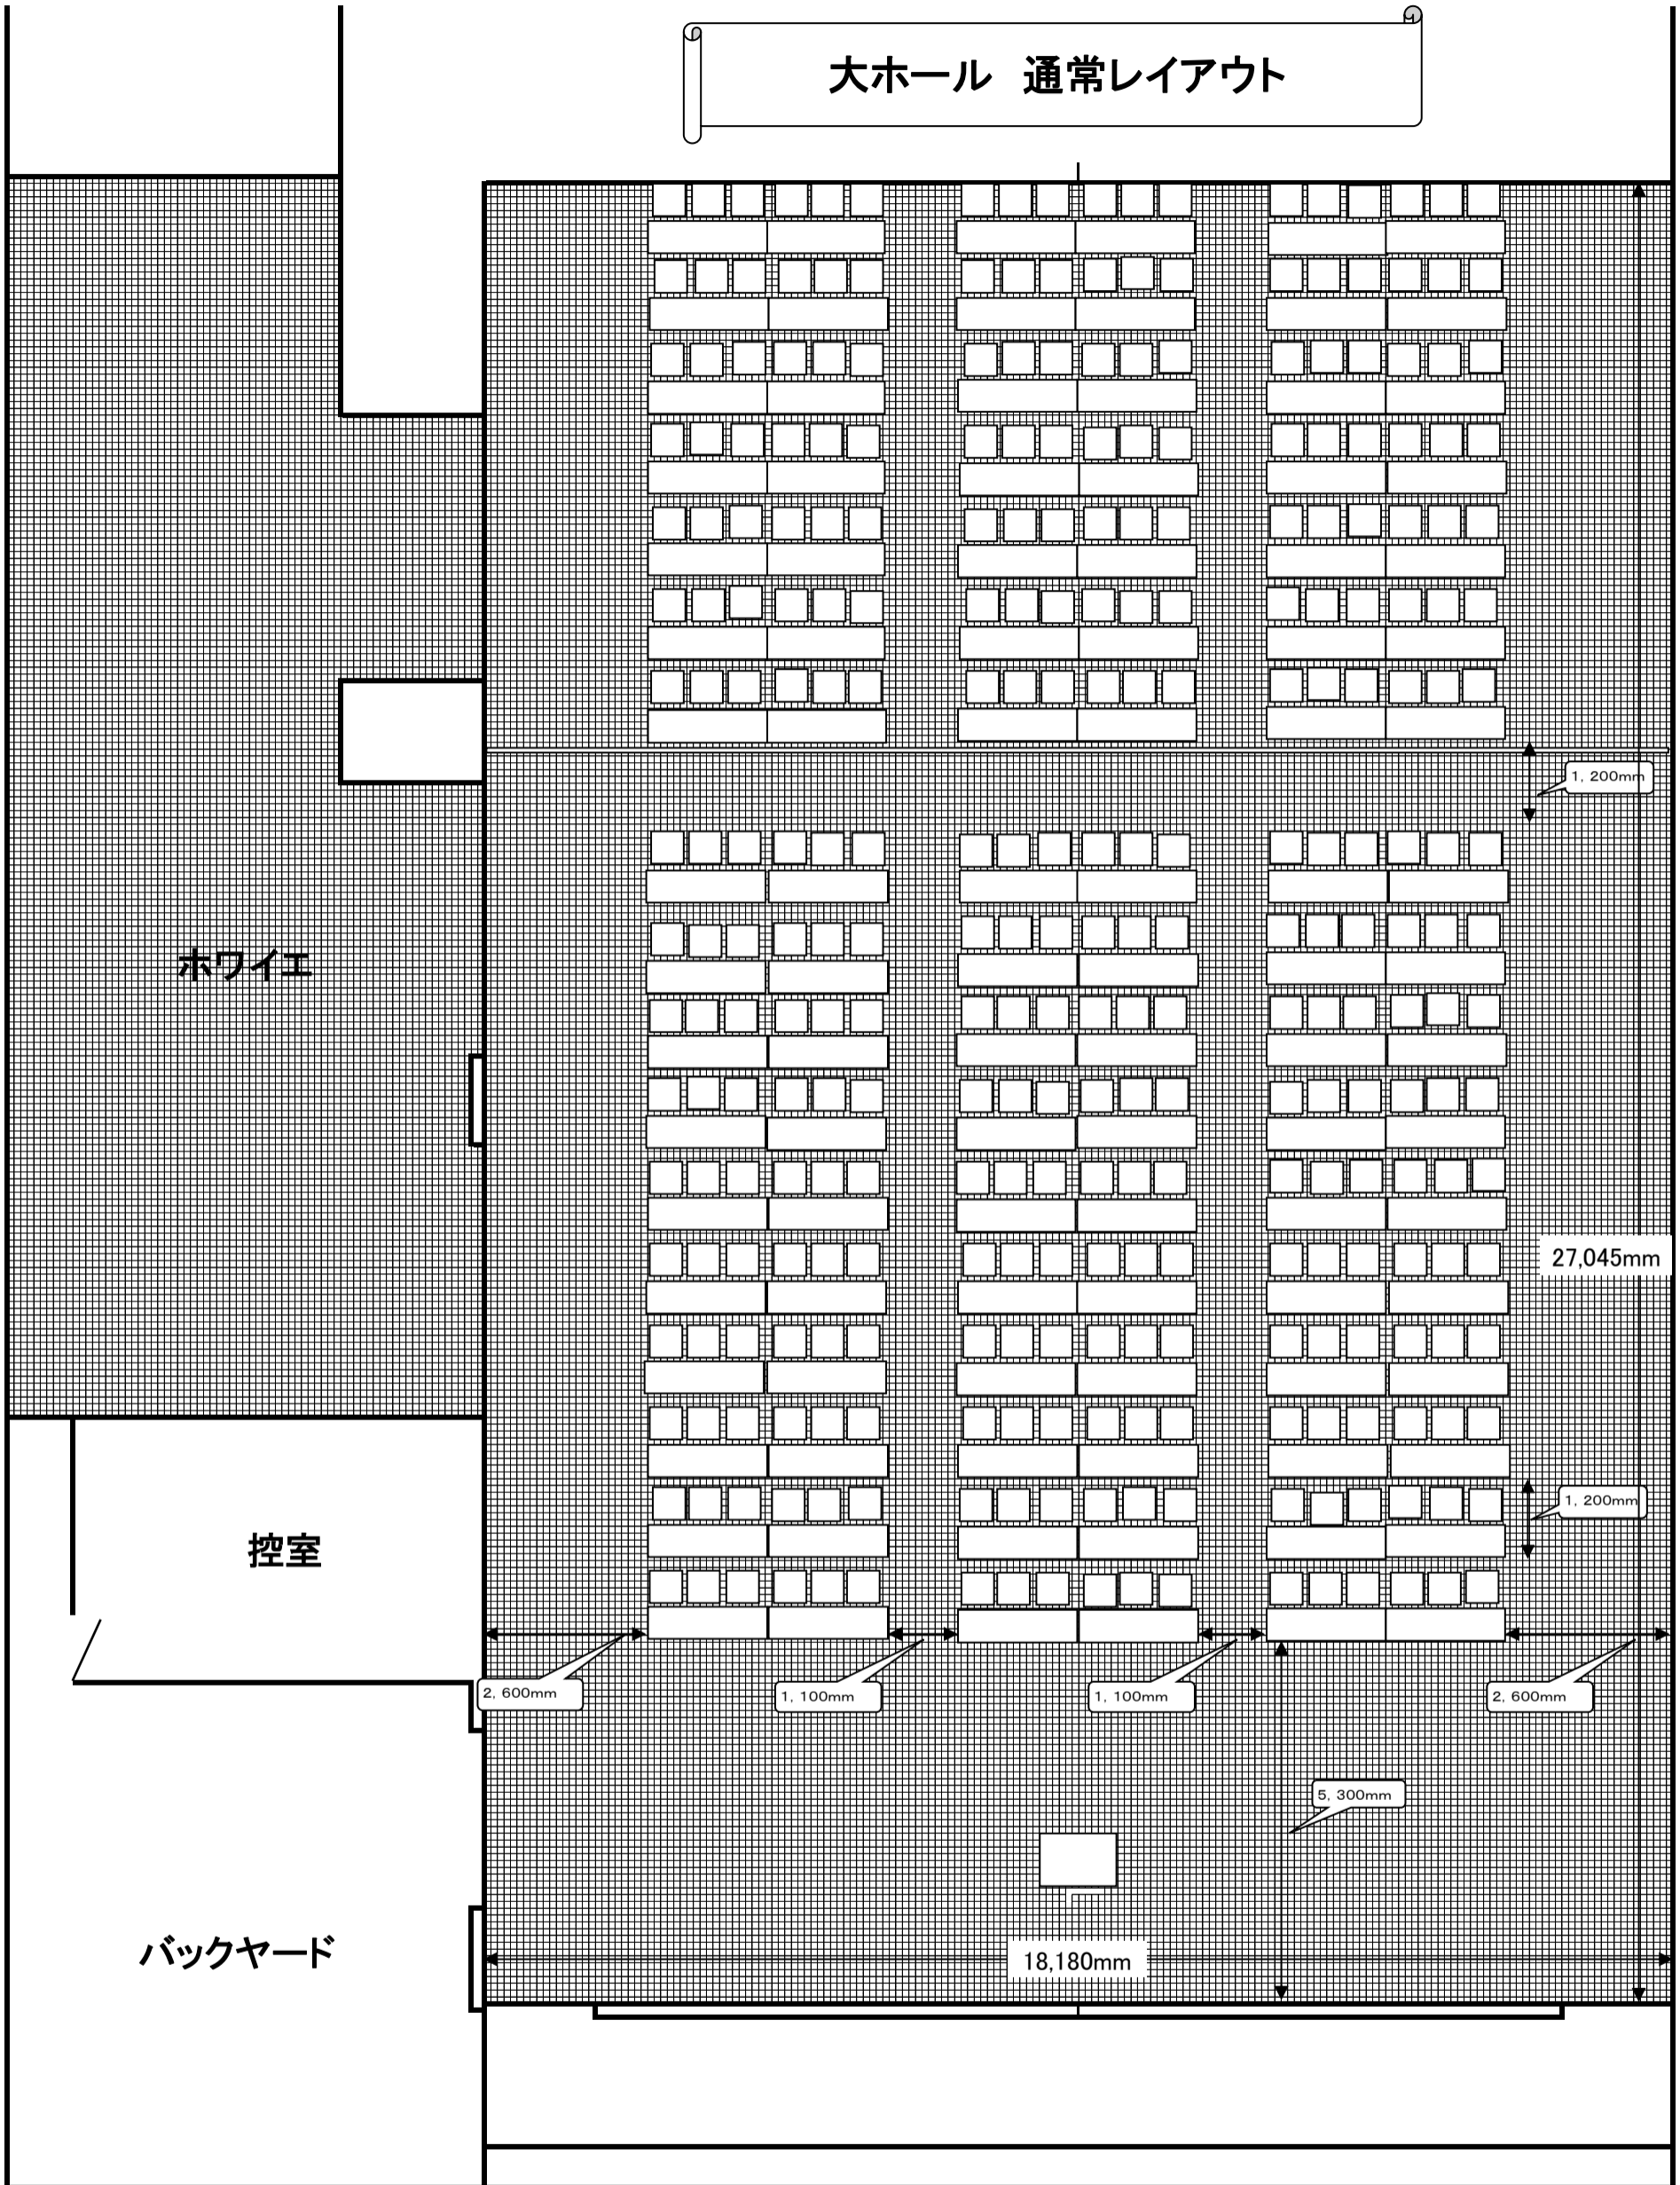 大ホール　通常レイアウト
1, 200mm
ホワイエ
27,045mm
1, 200mm
控室
2, 600mm
1, 100mm
1, 100mm
2, 600mm
5, 300mm
バックヤード
18,180mm